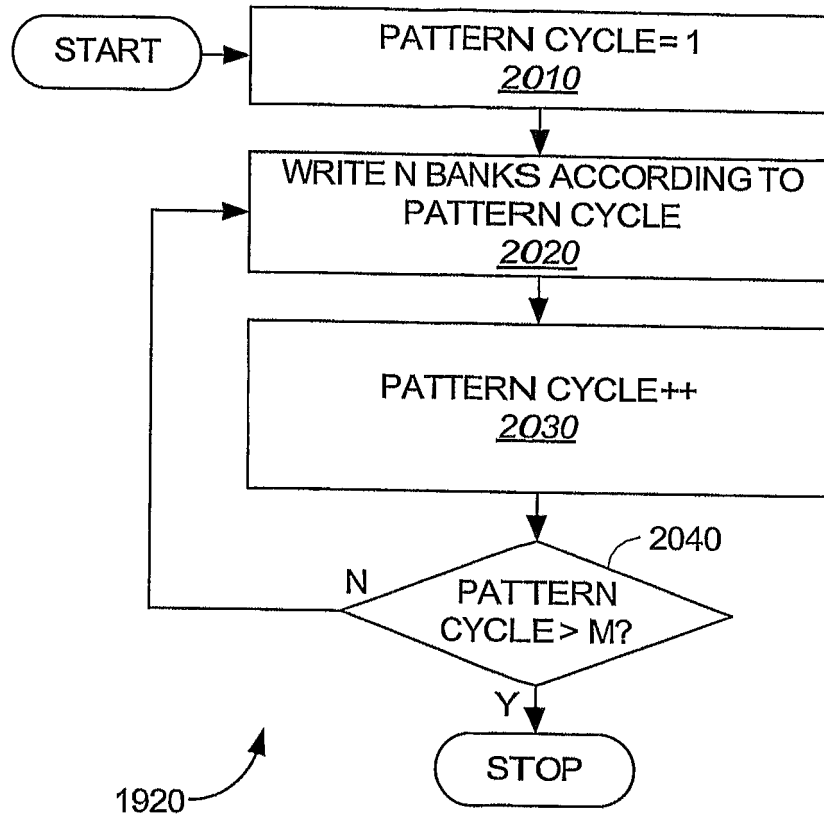 START
PATTERN CYCLE= 1
2010
WRITE N BANKS ACCORDING TO
PATTERN CYCLE
2020
PATTERN CYCLE++
2030
2040
N
PATTERN
CYCLE> M?
Y
STOP
1920